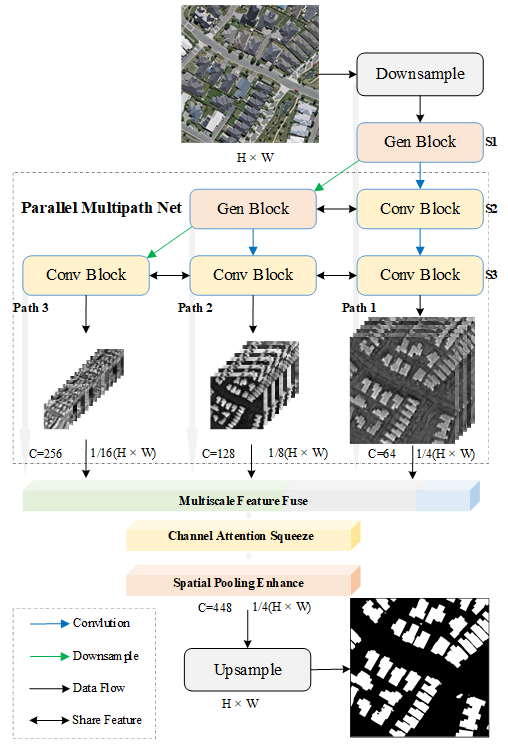 Downsample
H × W
Gen Block
S1
Parallel Multipath Net
Gen Block
Conv Block
S2
Conv Block
Conv Block
Conv Block
S3
Path 3
Path 2
Path 1
C=256
1/16(H × W)
C=128
1/8(H × W)
C=64
1/4(H × W)
Multiscale Feature Fuse
Channel Attention Squeeze
Spatial Pooling Enhance
C=448
1/4(H × W)
Upsample
H × W
Convlution
Downsample
Data Flow
Share Feature